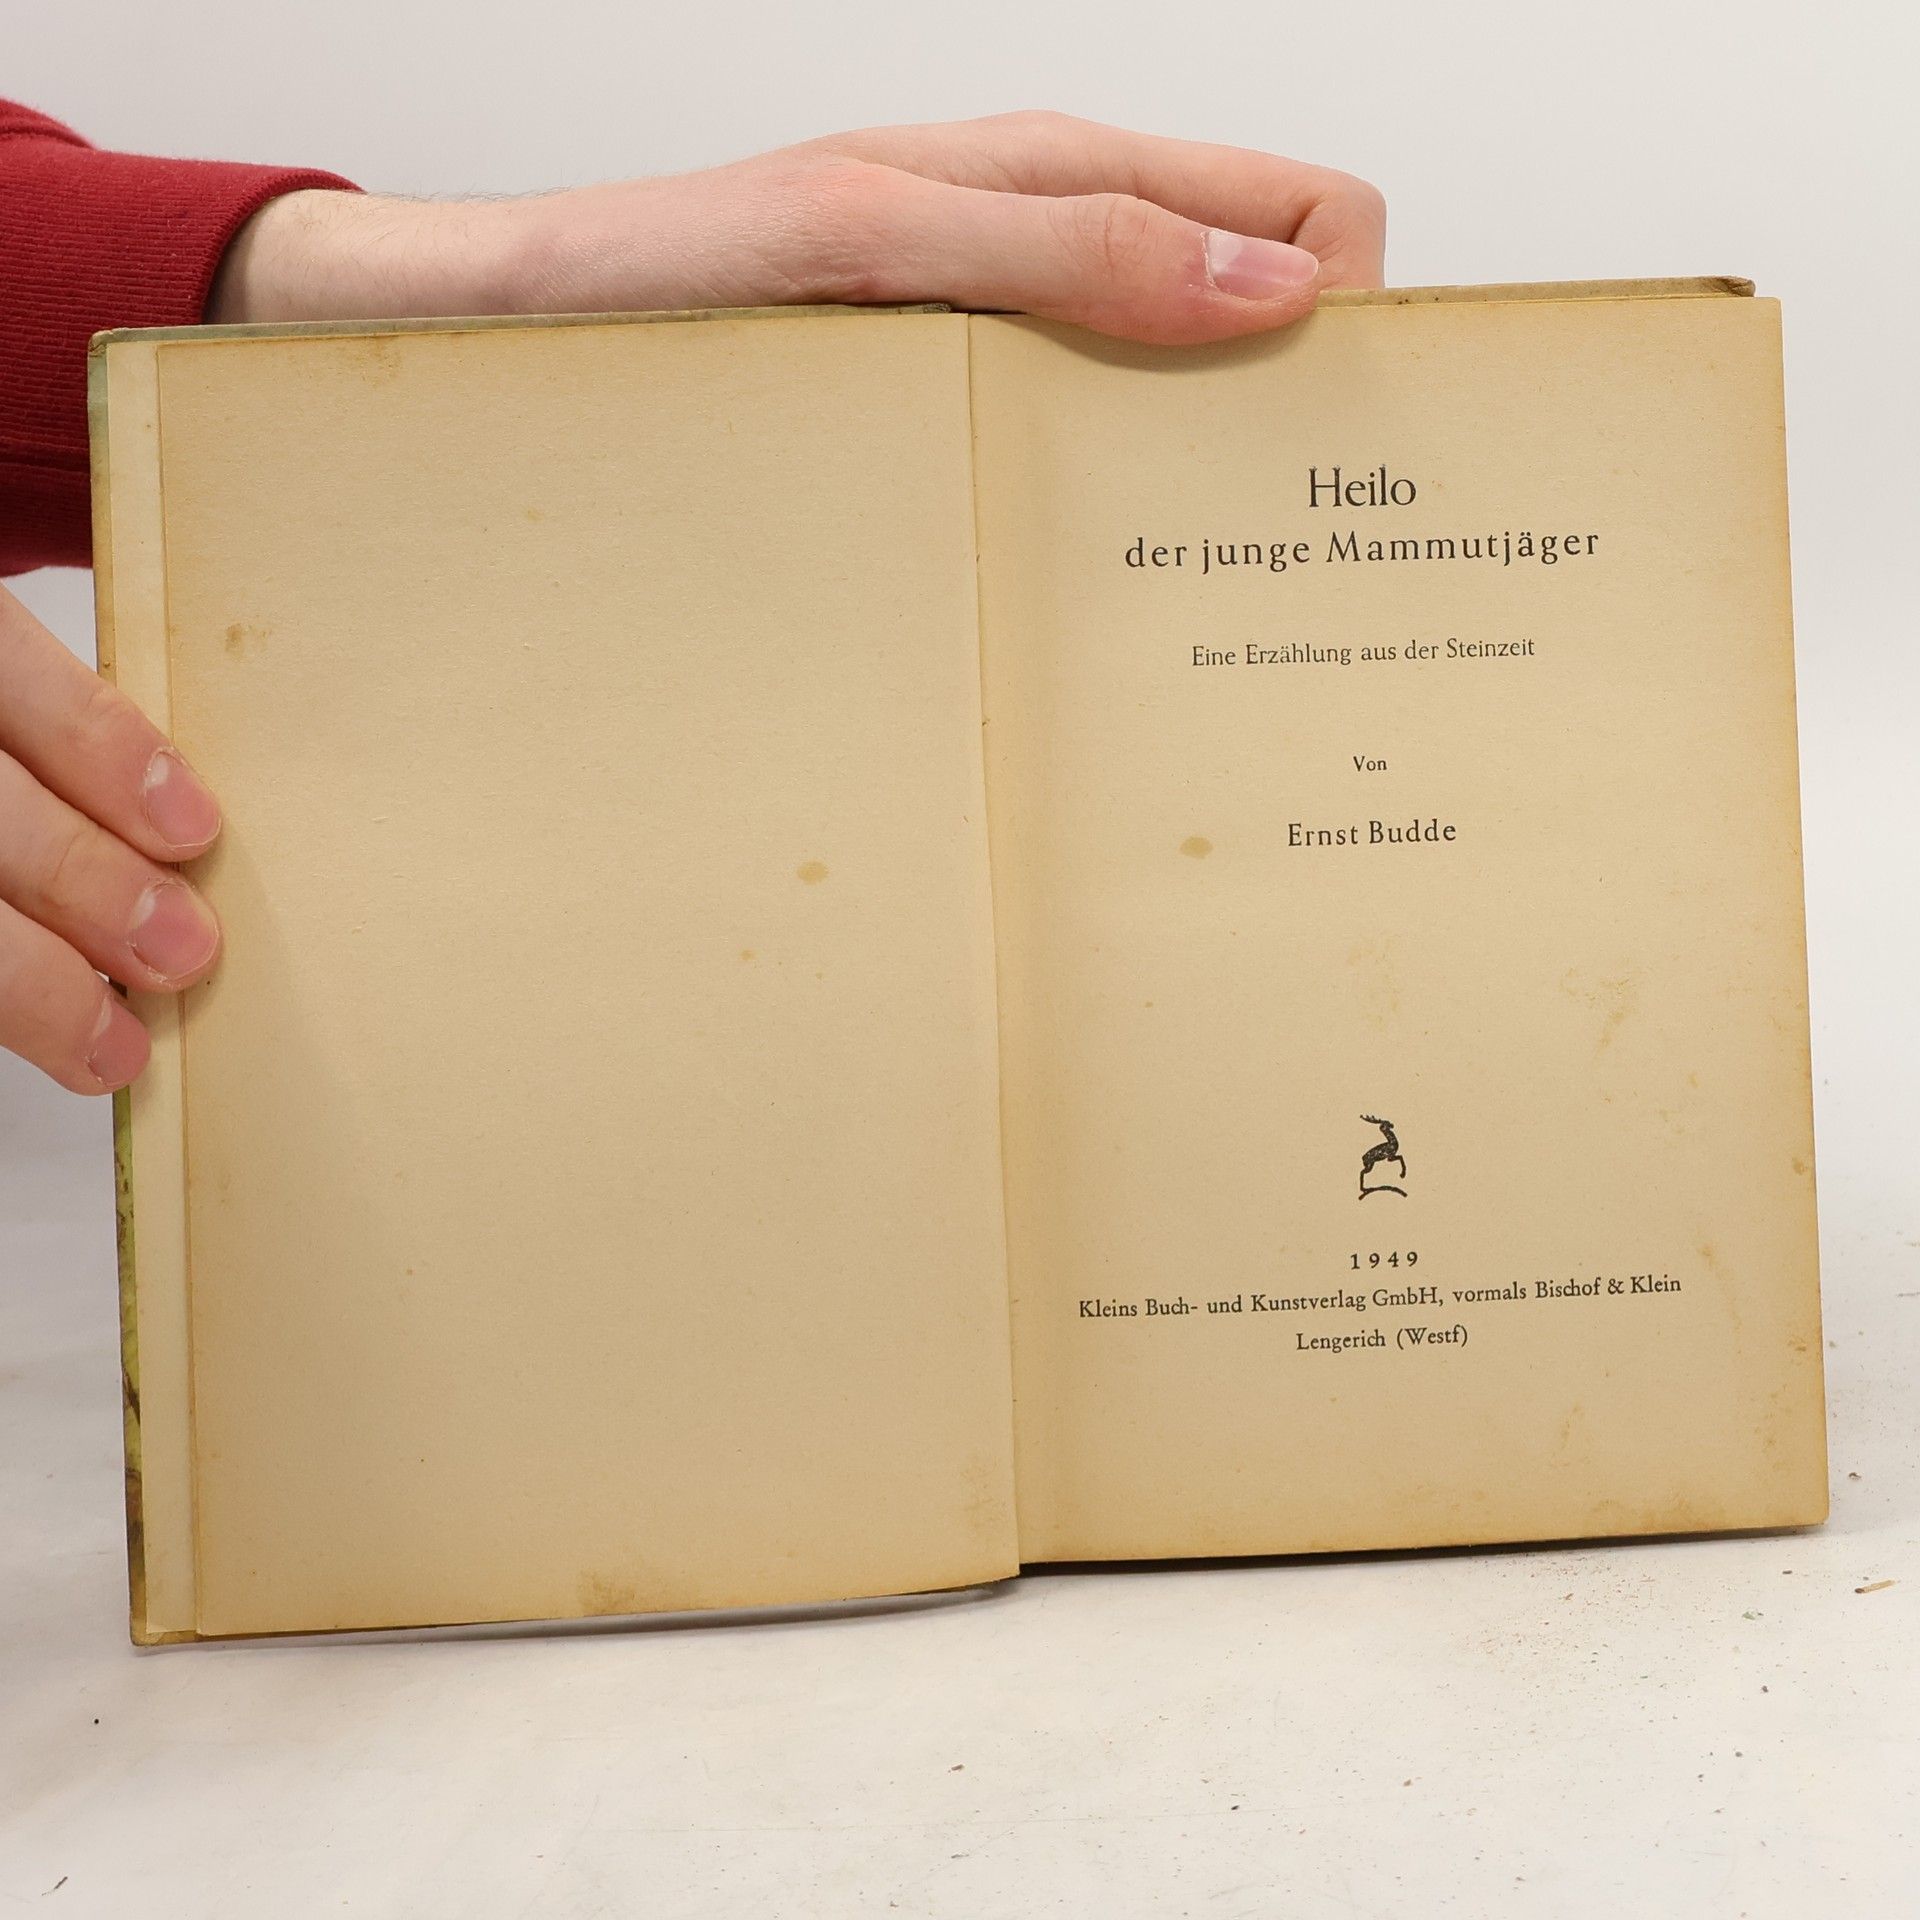 Heilo
der junge Mammutjäger
Eine Erzählung aus der Steinzeit
Von
Ernst Budde
1949
Kleins Buch- und Kunstverlag GmbH, vormals Bischof & Klein
Lengerich (Westf)